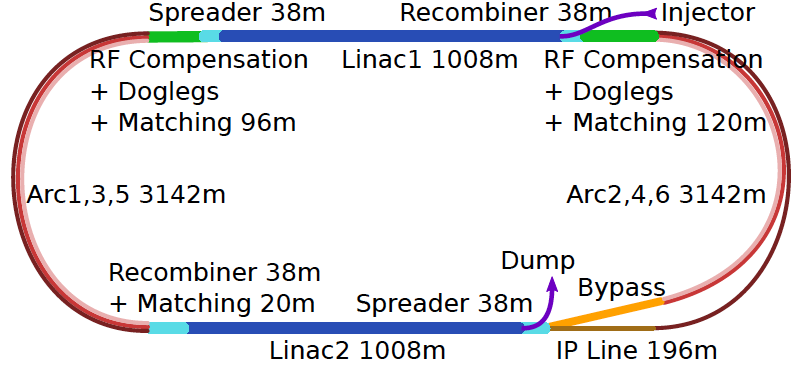 Spreader 38m
Recombiner 38m
Injector
RF Compensation
+ Doglegs
+ Matching 96m
Linac1 1008m
RF Compensation
+ Doglegs
+ Matching 120m
Arc1,3,5 3142m
Arc2,4,6 3142m
Recombiner 38m
+ Matching 20m
Spreader 38m
Dump
Bypass
Linac2 1008m
IP Line 196m